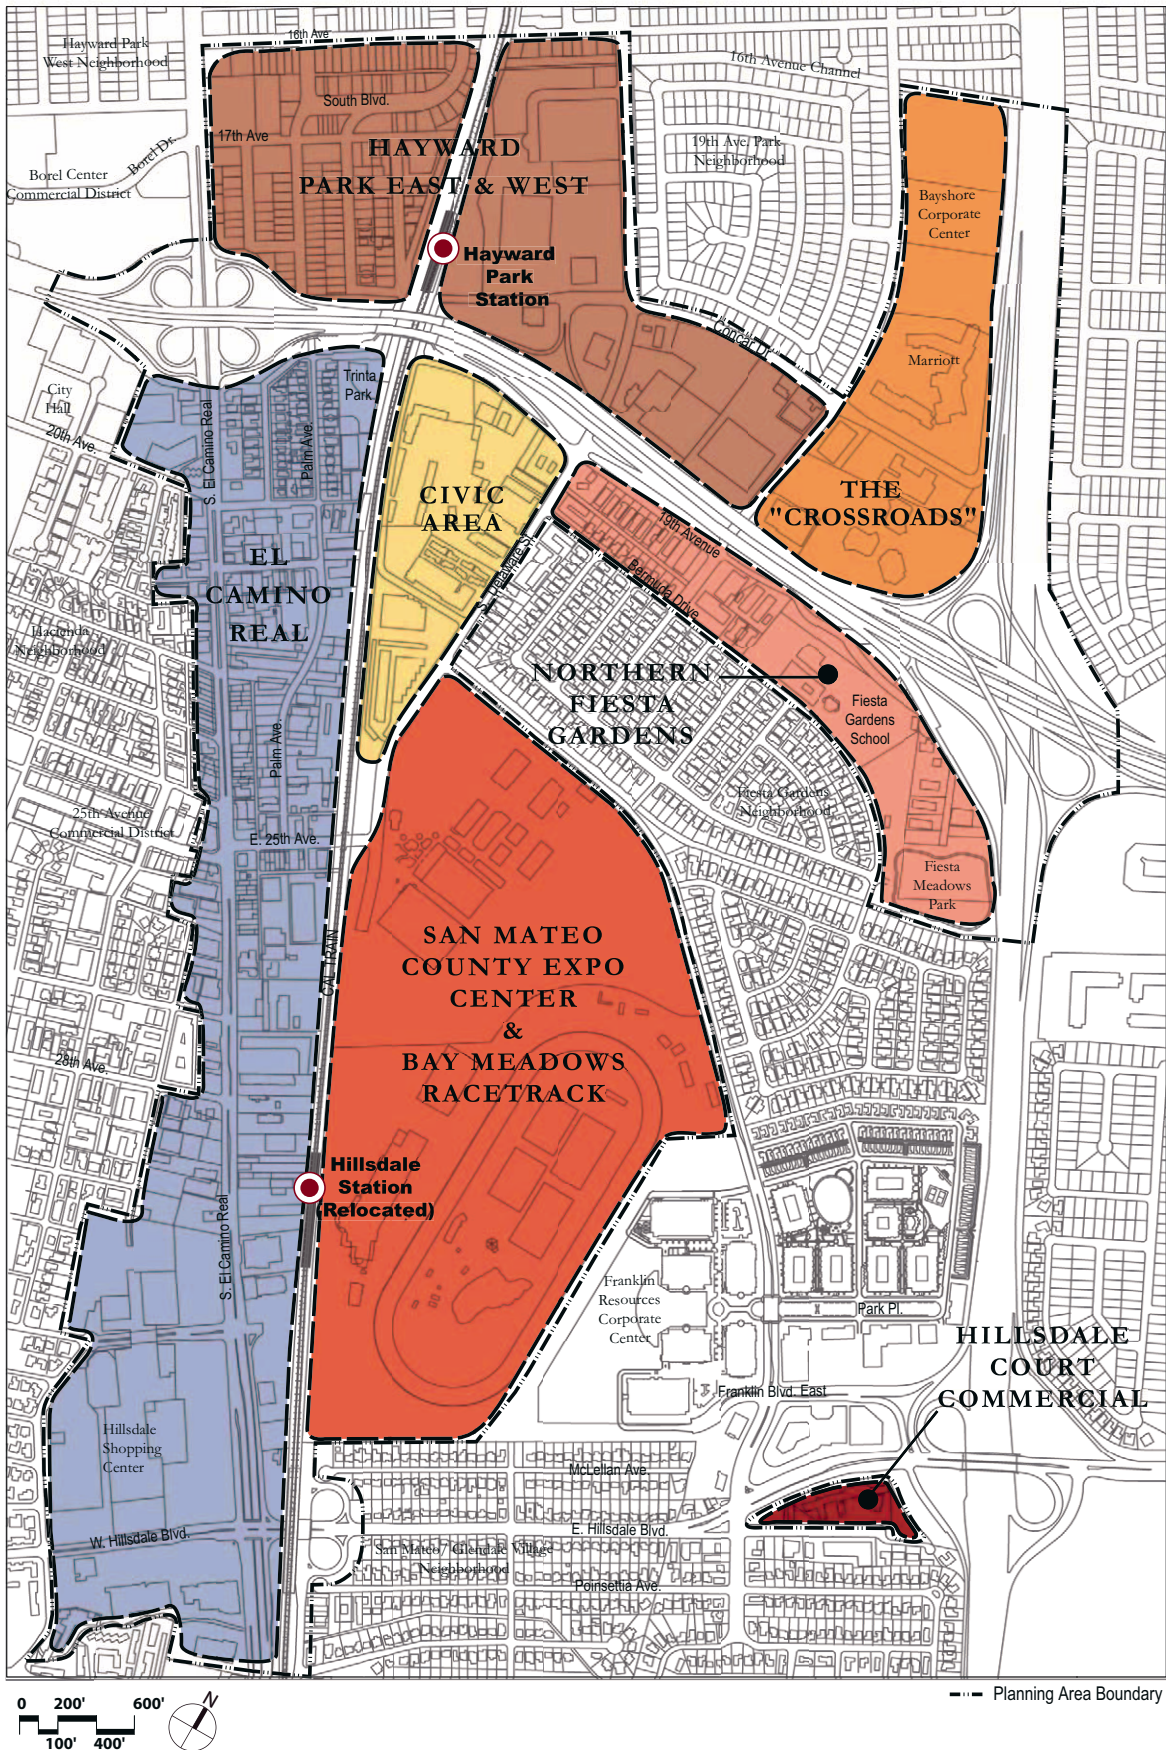 16th Ave
Hayward Park
West Neighborhood
16th Avenue Channel
South Blvd.
17th Ave
Borel Dr.
HAYWARD
PARK EAST & WEST
19th Ave. Park
Neighborhood
Borel Center
Commercial District
Bayshore
Corporate
Center
Hayward
Park
Station
Concar Dr.
Marriott
City
Hall
Trinta
Park
20th Ave.
S. El Camino Real
Palm Ave.
CIVIC
AREA
THE
"CROSSROADS"
19th Avenue
Bermuda Drive
S. Delaware St.
EL
CAMINO
REAL
Hacienda
Neighborhood
NORTHERN
FIESTA
GARDENS
Fiesta
Gardens
School
Palm Ave.
Fiesta Gardens
Neighborhood
25th Avenue
Commercial District
E. 25th Ave.
Fiesta
Meadows
Park
CAL TRAIN
SAN MATEO
COUNTY EXPO
CENTER
&
BAY MEADOWS
RACETRACK
28th Ave.
Hillsdale
Station
(Relocated)
S. El Camino Real
Franklin
Resources
Corporate
Center
Park Pl.
HILLSDALE
COURT
COMMERCIAL
Franklin Blvd. East
Hillsdale
Shopping
Center
McLellan Ave.
W. Hillsdale Blvd.
E. Hillsdale Blvd.
San Mateo / Glendale Village
Neighborhood
Poinsettia Ave.
0 200' 600'
100' 400'
N
Planning Area Boundary